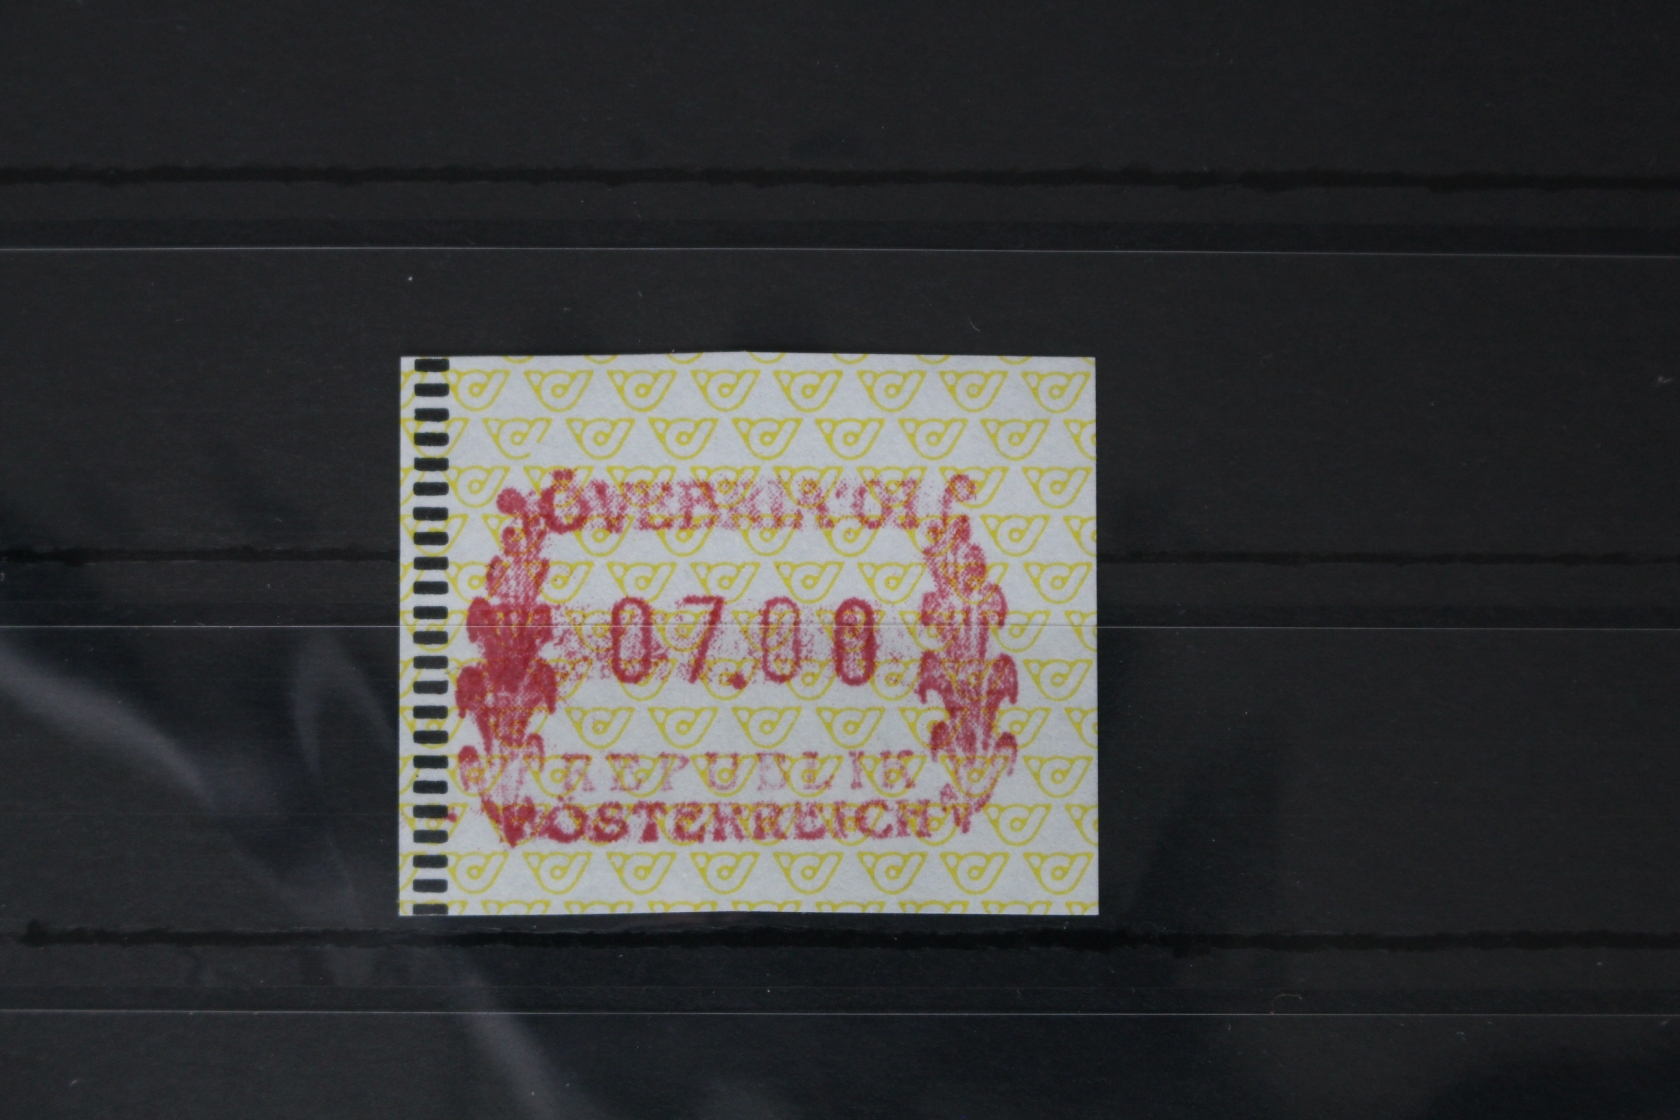 07.00
REPUBLIK
ÖSTERREICH